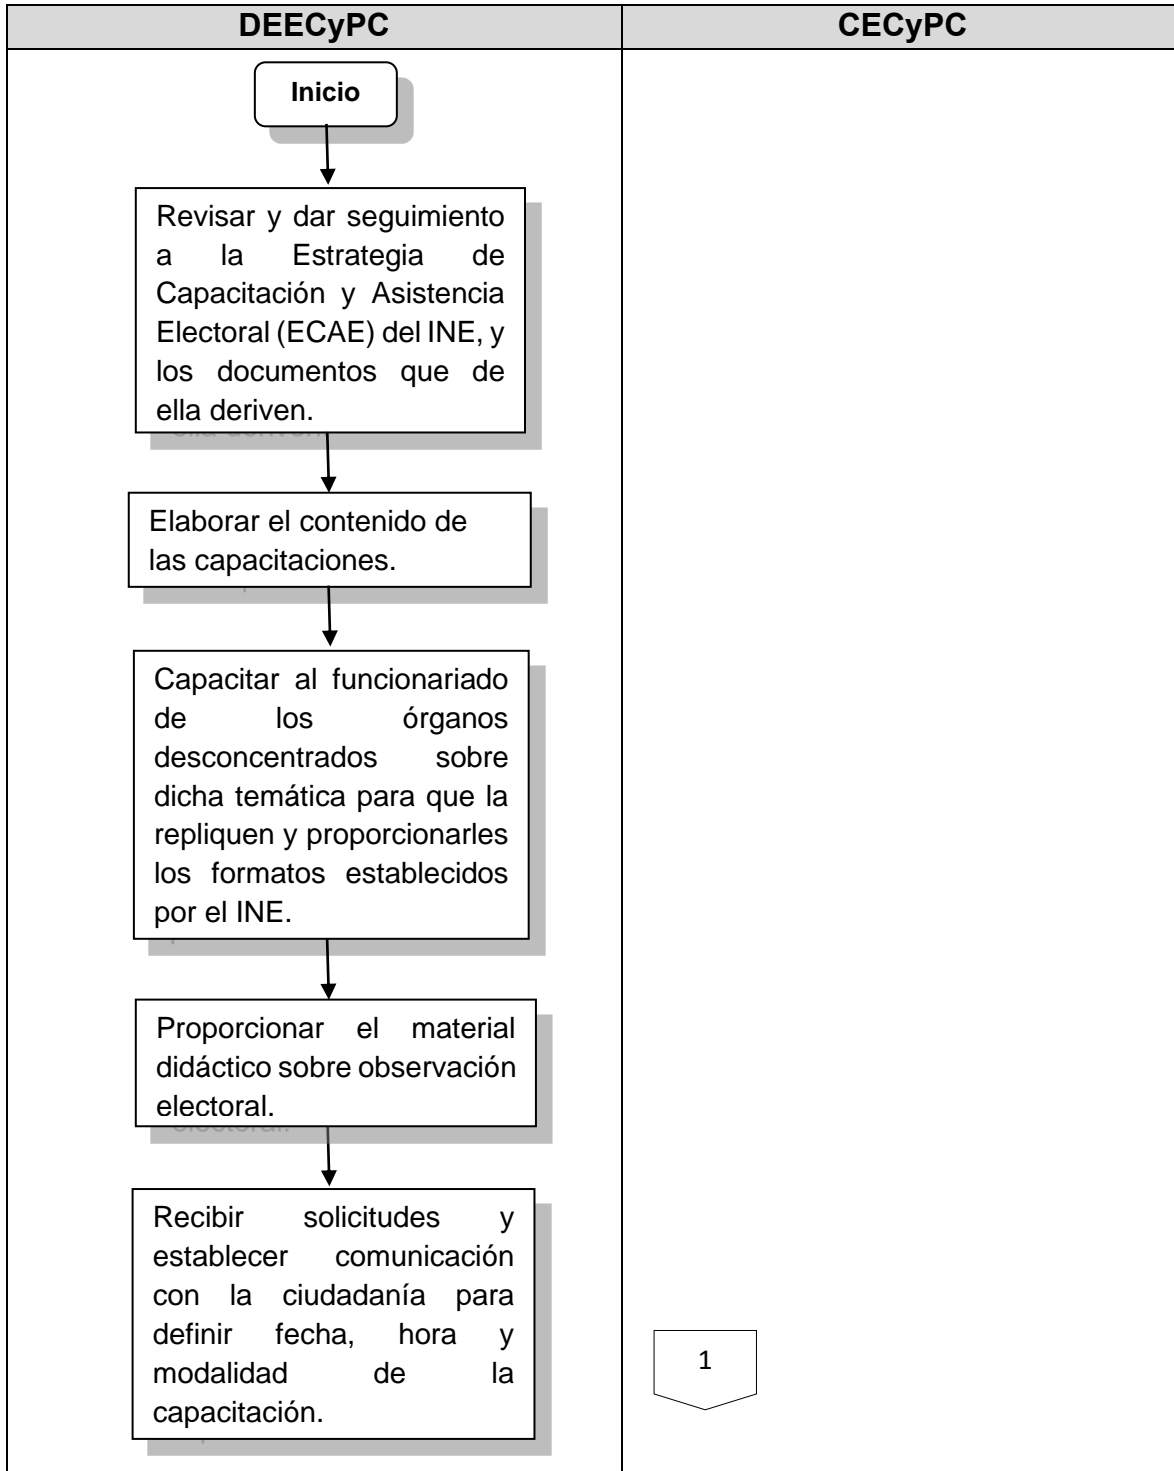 DEECyPC
CECyPC
Inicio
Revisar y dar seguimiento
a la Estrategia de
Capacitación y Asistencia
Electoral (ECAE) del INE, y
los documentos que de
ella deriven.
Elaborar el contenido de
las capacitaciones.
Capacitar al funcionariado
de los órganos
desconcentrados sobre
dicha temática para que la
repliquen y proporcionarles
los formatos establecidos
por el INE.
Proporcionar el material
didáctico sobre observación
electoral.
Recibir solicitudes y
establecer comunicación
con la ciudadanía para
definir fecha, hora y
modalidad de la
capacitación.
1